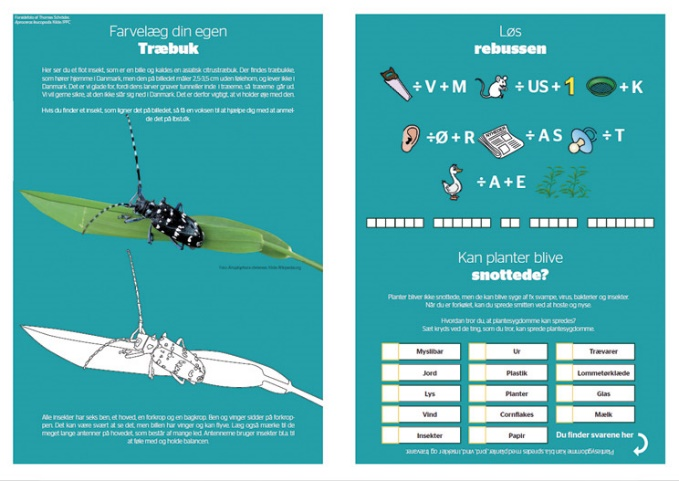 Farvelæg din egen
Træbuk
Her ser du et flot insekt, som er en bille og kaldes en asiatisk citrustræbuk. Der findes træbukke,
som hører hjemme i Danmark, men den på billedet måler 2,5-3,5 cm uden følehorn, og lever ikke i
Danmark. Det er vi glade for, fordi dens larver gnaver tunneller inde i træerne, så træerne går ud.
Vi vil gerne sikre, at den ikke slår sig ned i Danmark. Det er derfor vigtigt, at vi holder øje med den.
Hvis du finder et insekt, som ligner det på billedet, så få en voksen til at hjælpe dig med at anmel-
de det på lbst.dk.
Alle insekter har seks ben, et hoved, en forkrop og en bagkrop. Ben og vinger sidder på forkrop-
pen. Det kan være svært at se det, men billen har vinger og kan flyve. Læg også mærke til de
meget lange antenner på hovedet, som består af mange led. Antennerne bruger insekter bl.a. til
at føle med og holde balancen.
Løs
rebussen
÷ V + M ÷ US + 1 + K
÷Ø + R NYHEDER ÷ A S ÷ T
÷ A + E
Kan planter blive
snottede?
Planter bliver ikke snottede, men de kan blive syge af fx svampe, virus, bakterier og insekter.
Når du er forkølet, kan du sprede smitten ved at hoste og nyse.
Hvordan tror du, at plantesygdomme kan spredes?
Sæt kryds ved de ting, som du tror, kan sprede plantesygdomme.
Myslibar Ur Trævarer
Jord Plastik Lommetørklæde
Lys Planter Glas
Vind Cornflakes Mælk
Insekter Papir Du finder svarene her
Plantesygdomme kan bl.a. spredes med planter, jord, vind, insekter og trævarer